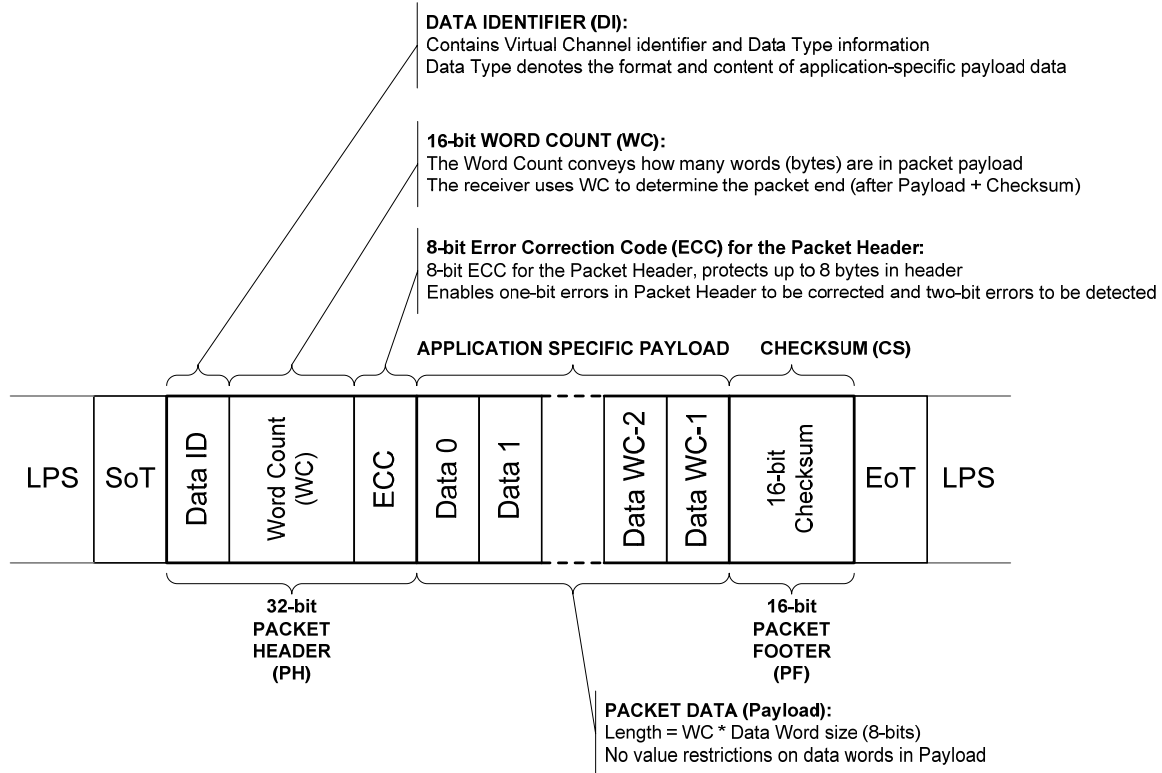 DATA IDENTIFIER (DI):
Contains Virtual Channel identifier and Data Type information
Data Type denotes the format and content of application-specific payload data
16-bit WORD COUNT (WC):
The Word Count conveys how many words (bytes) are in packet payload
The receiver uses WC to determine the packet end (after Payload + Checksum)
8-bit Error Correction Code (ECC) for the Packet Header:
8-bit ECC for the Packet Header, protects up to 8 bytes in header
Enables one-bit errors in Packet Header to be corrected and two-bit errors to be detected
APPLICATION SPECIFIC PAYLOAD
CHECKSUM (CS)
LPS
SoT
Data ID
Word Count
(WC)
ECC
Data 0
Data 1
Data WC-2
Data WC-1
16-bit
Checksum
EoT
LPS
32-bit
PACKET
HEADER
(PH)
16-bit
PACKET
FOOTER
(PF)
PACKET DATA (Payload):
Length = WC * Data Word size (8-bits)
No value restrictions on data words in Payload